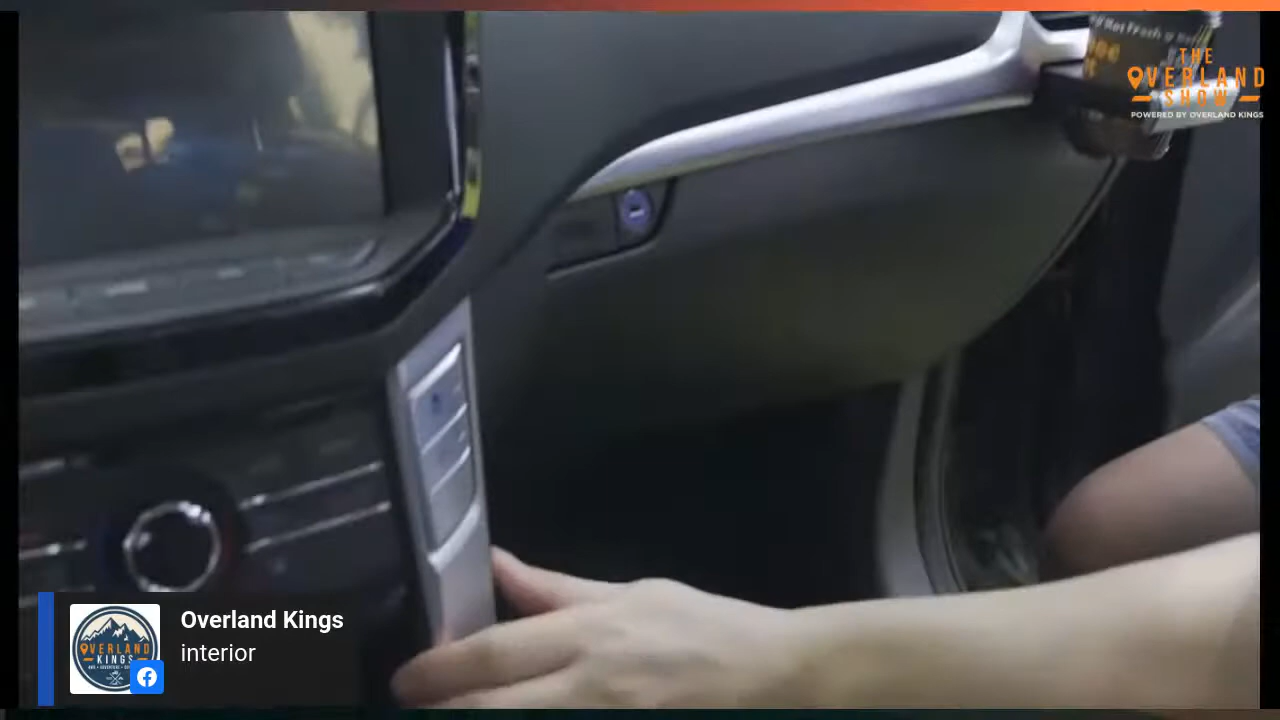 THE
OVERLAND
SHOW
POWERED BY OVERLAND KINGS
Overland Kings
interior
OVERLAND
KINGS